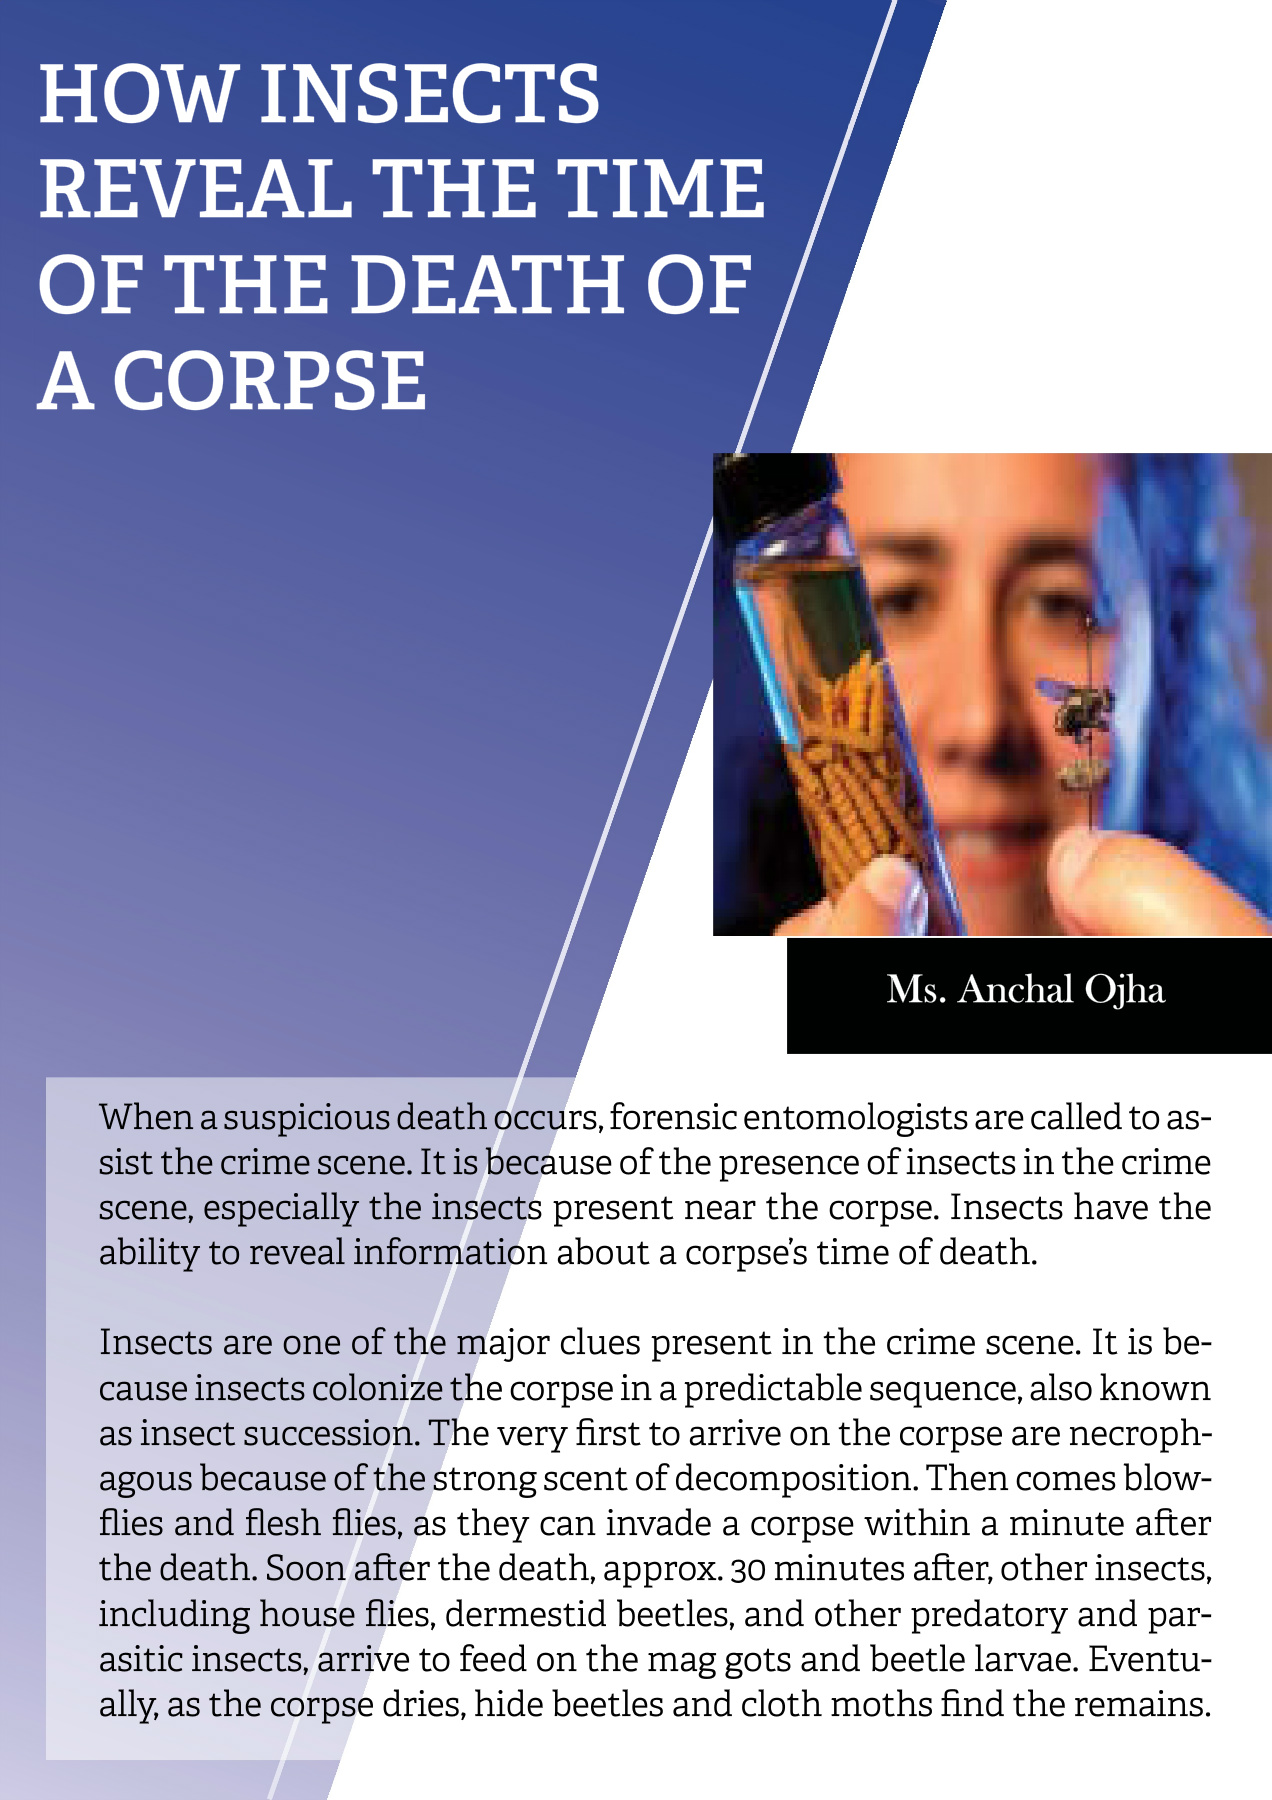 HOW INSECTS
REVEAL THE TIME
OF THE DEATH OF
A CORPSE
Ms. Anchal Ojha
When a suspicious death occurs, forensic entomologists are called to as-
sist the crime scene. It is because of the presence of insects in the crime
scene, especially the insects present near the corpse. Insects have the
ability to reveal information about a corpse’s time of death.
Insects are one of the major clues present in the crime scene. It is be-
cause insects colonize the corpse in a predictable sequence, also known
as insect succession. The very first to arrive on the corpse are necroph-
agous because of the strong scent of decomposition. Then comes blow-
flies and flesh flies, as they can invade a corpse within a minute after
the death. Soon after the death, approx. 30 minutes after, other insects,
including house flies, dermestid beetles, and other predatory and par-
asitic insects, arrive to feed on the mag gots and beetle larvae. Eventu-
ally, as the corpse dries, hide beetles and cloth moths find the remains.